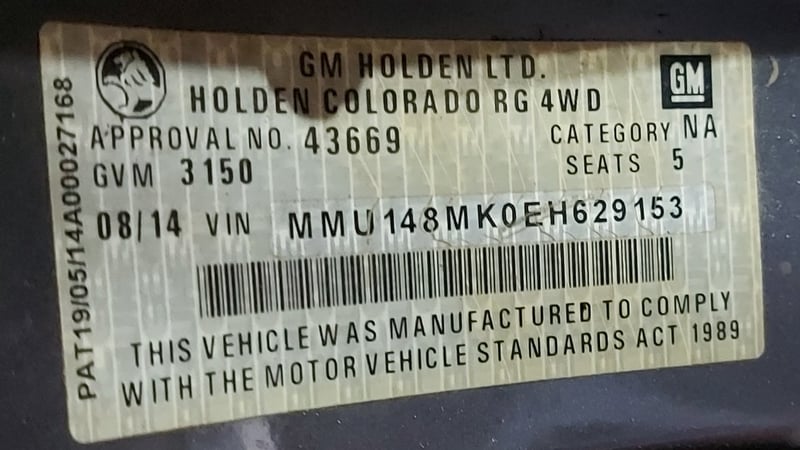 GM HOLDEN LTD.
GM
HOLDEN COLORADO RG 4WD
APPROVAL NO. 43669
CATEGORY NA
GVM 3150
SEATS 5
08/14 VIN MMU148MK0EH629153
THIS VEHICLE WAS MANUFACTURED TO COMPLY
WITH THE MOTOR VEHICLE STANDARDS ACT 1989
PAT19/05/14A00027168